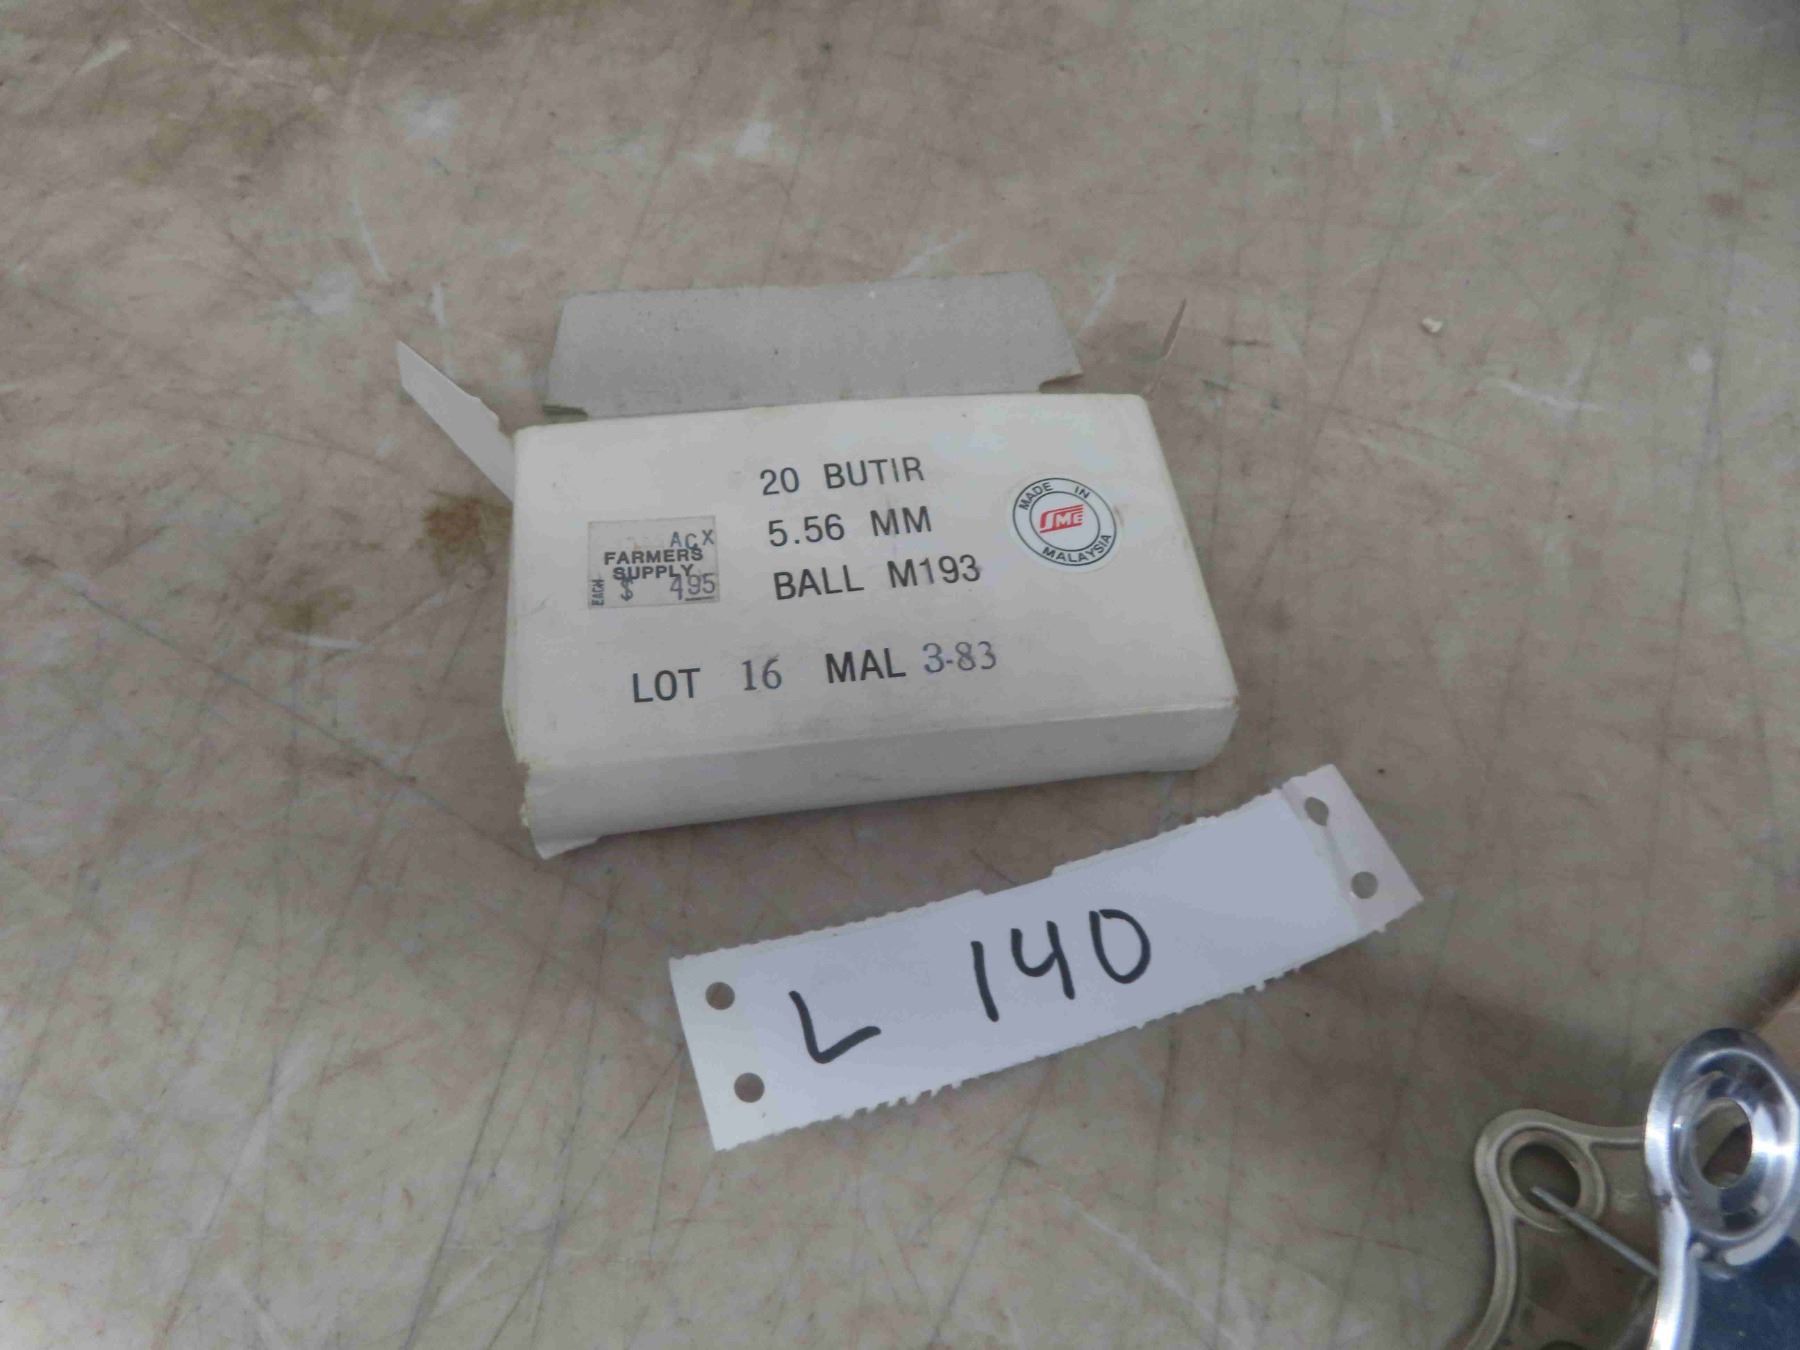 20 BUTIR
5.56 MM
BALL M193
MADE IN
SME
MALAYSIA
ACX
FARMERS
SUPPLY
EACH $ 495
LOT 16 MAL 3-83
L 140